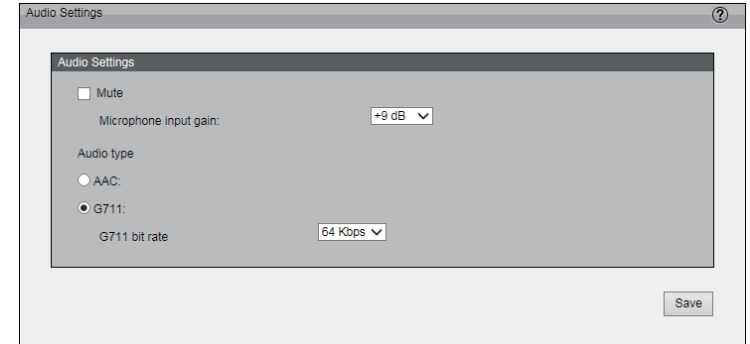 Audio Settings ?
Audio Settings
Mute
Microphone input gain: +9 dB
Audio type
AAC:
G711:
G711 bit rate 64 Kbps
Save